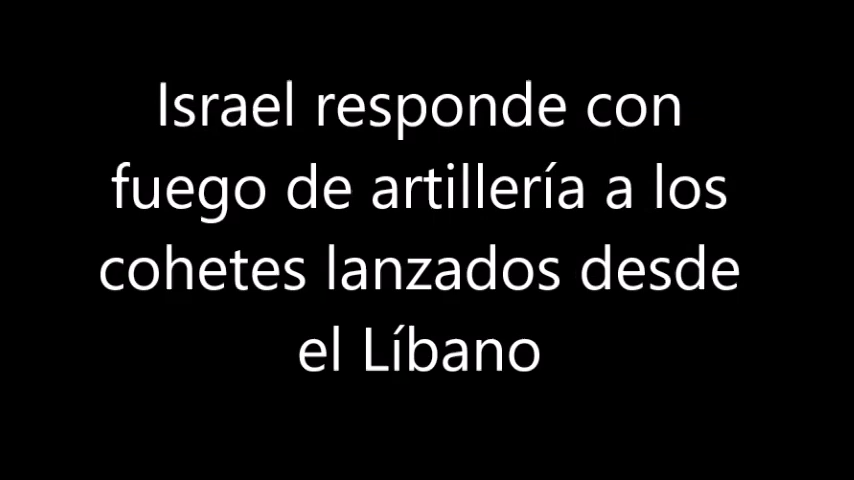 Israel responde con
fuego de artillería a los
cohetes lanzados desde
el Líbano